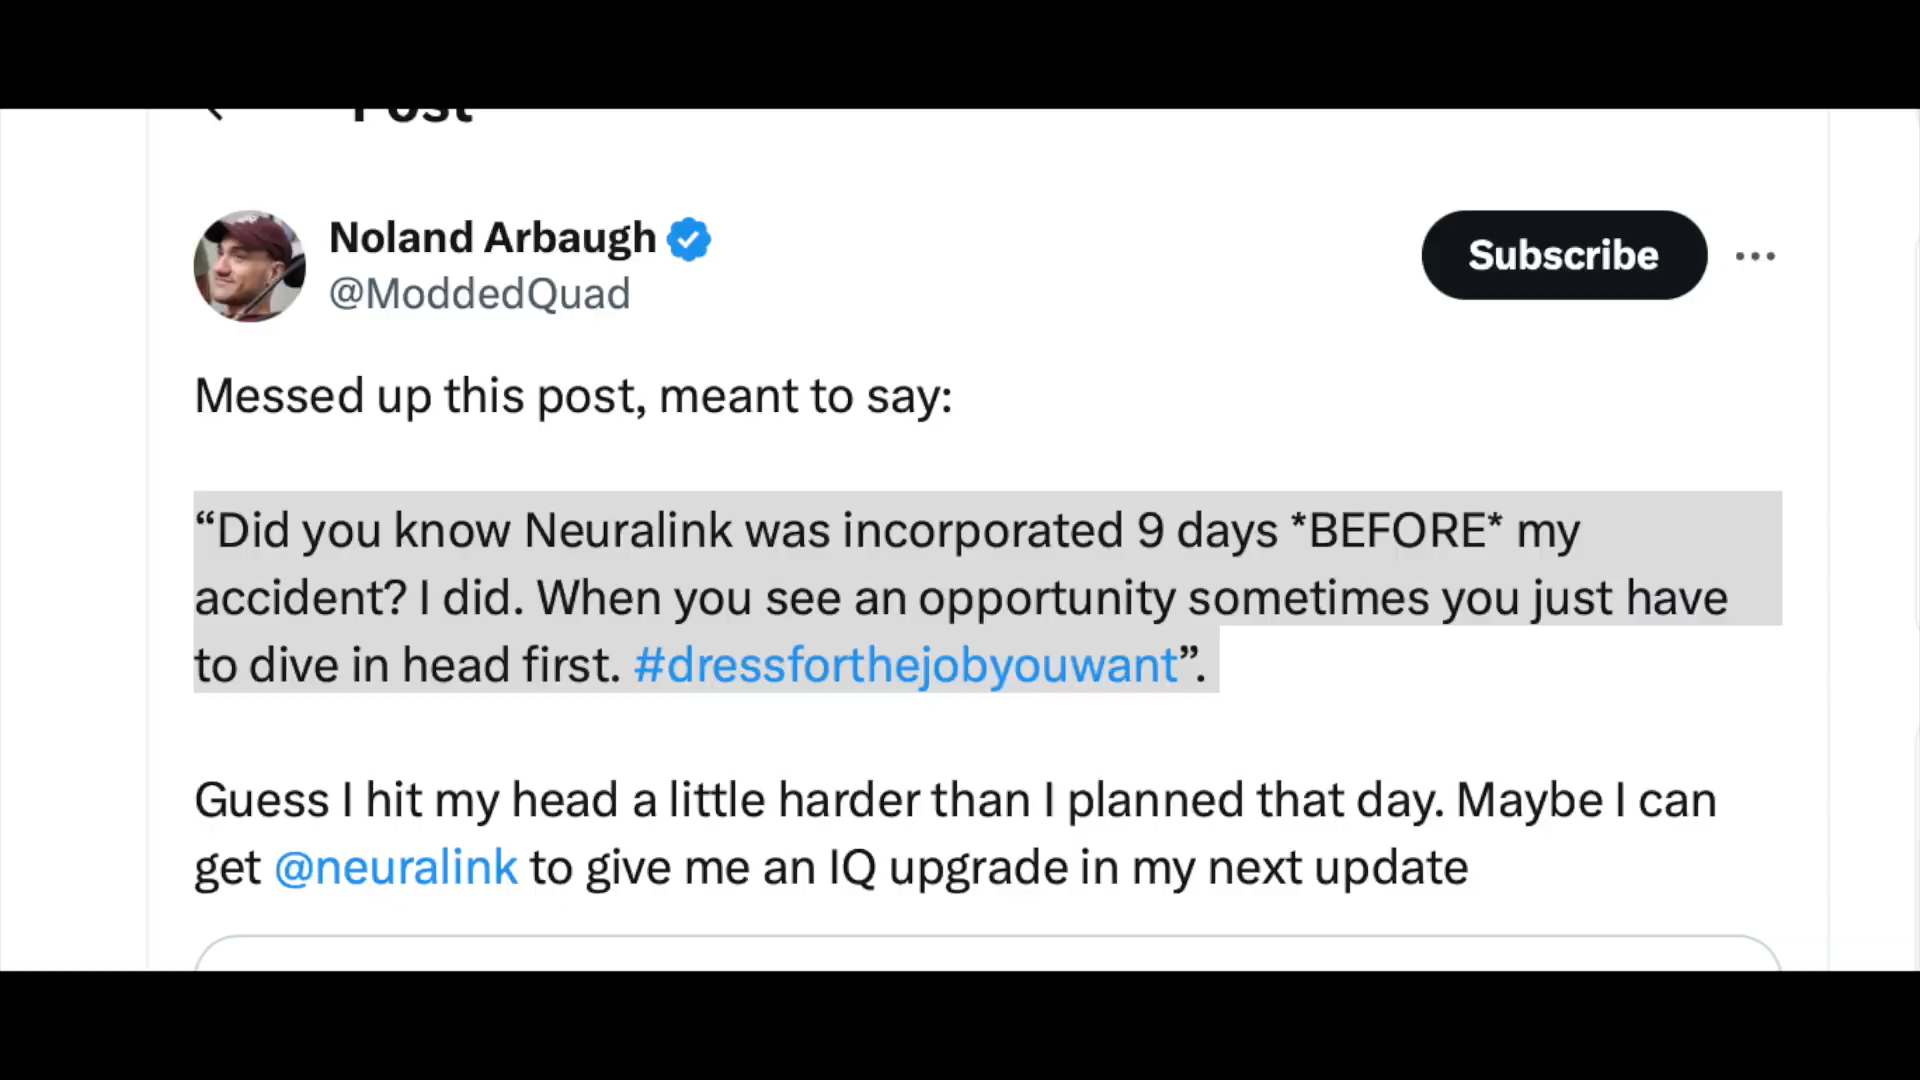 Post
Noland Arbaugh
@ModdedQuad
Subscribe
Messed up this post, meant to say:
“Did you know Neuralink was incorporated 9 days *BEFORE* my
accident? I did. When you see an opportunity sometimes you just have
to dive in head first. #dressforthejobyouwant”.
Guess I hit my head a little harder than I planned that day. Maybe I can
get @neuralink to give me an IQ upgrade in my next update